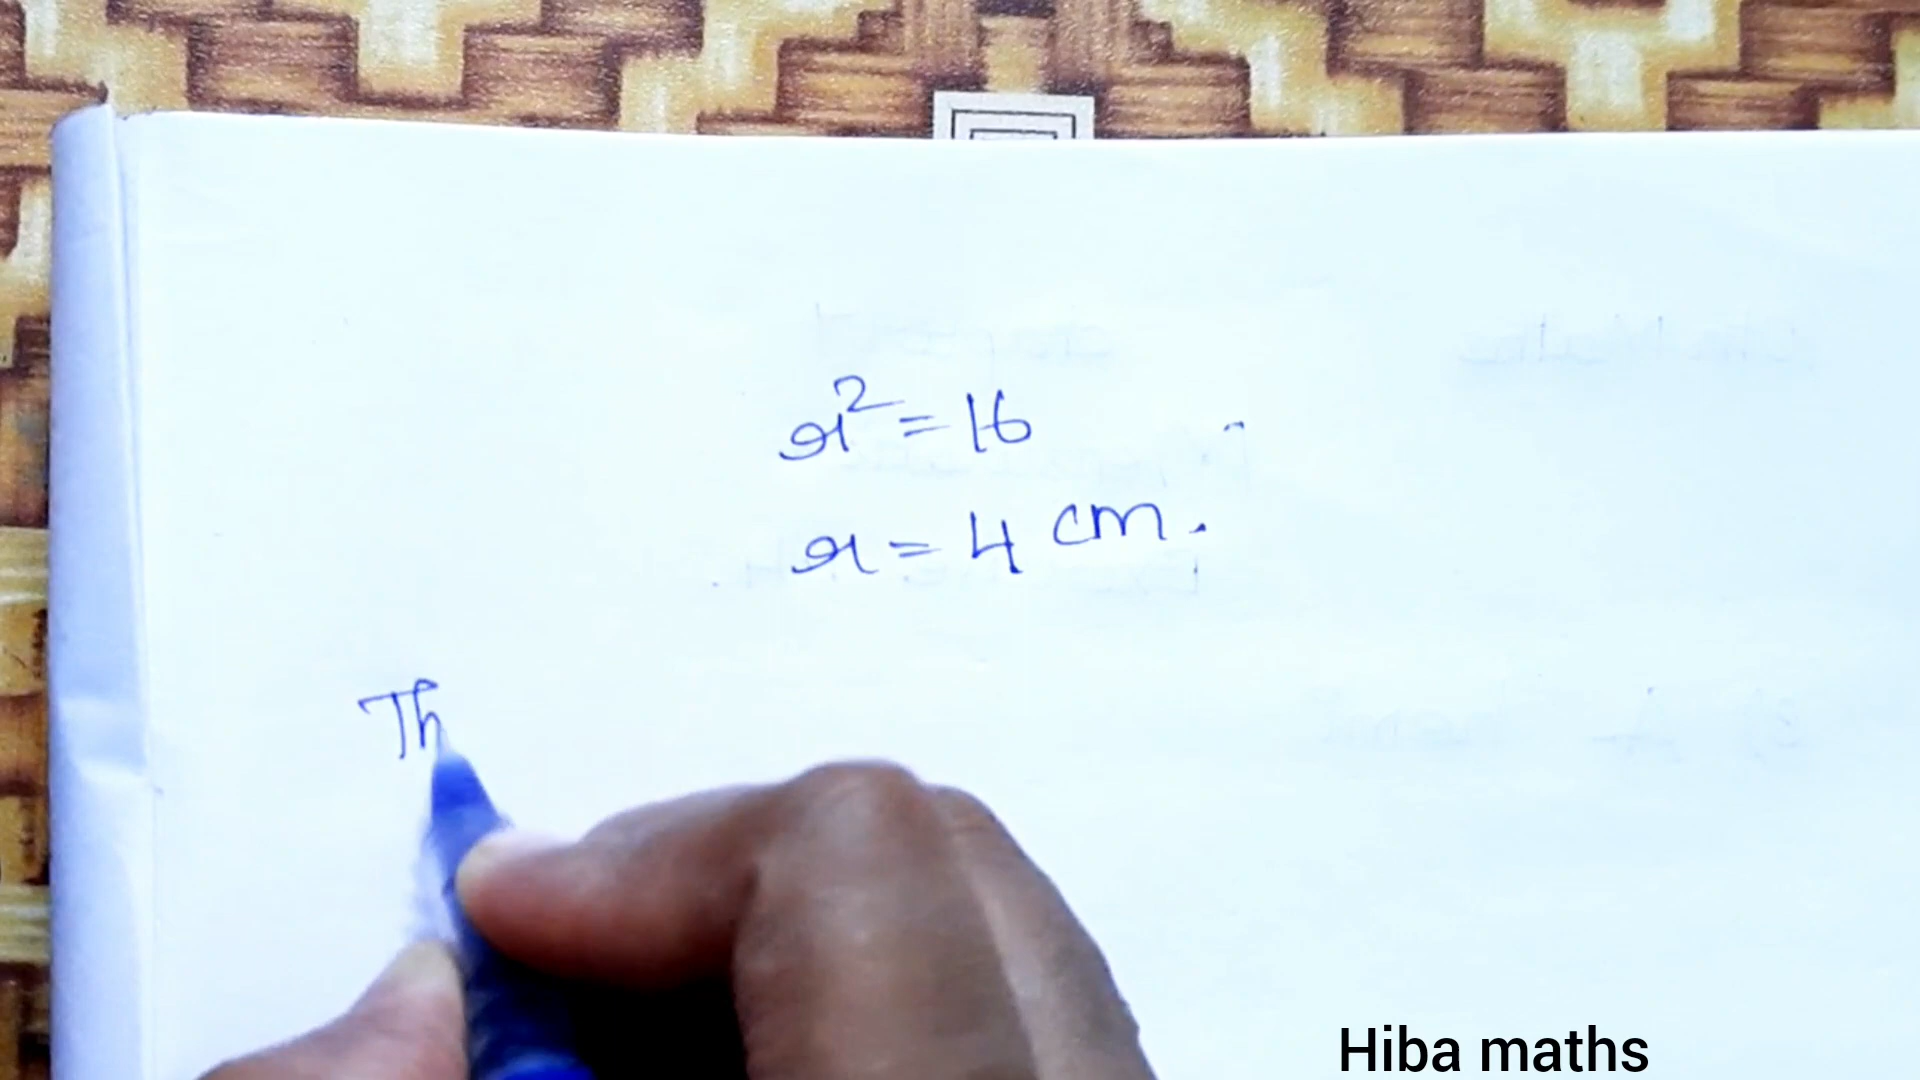 r² = 16
r = 4 cm.
Th
Hiba maths